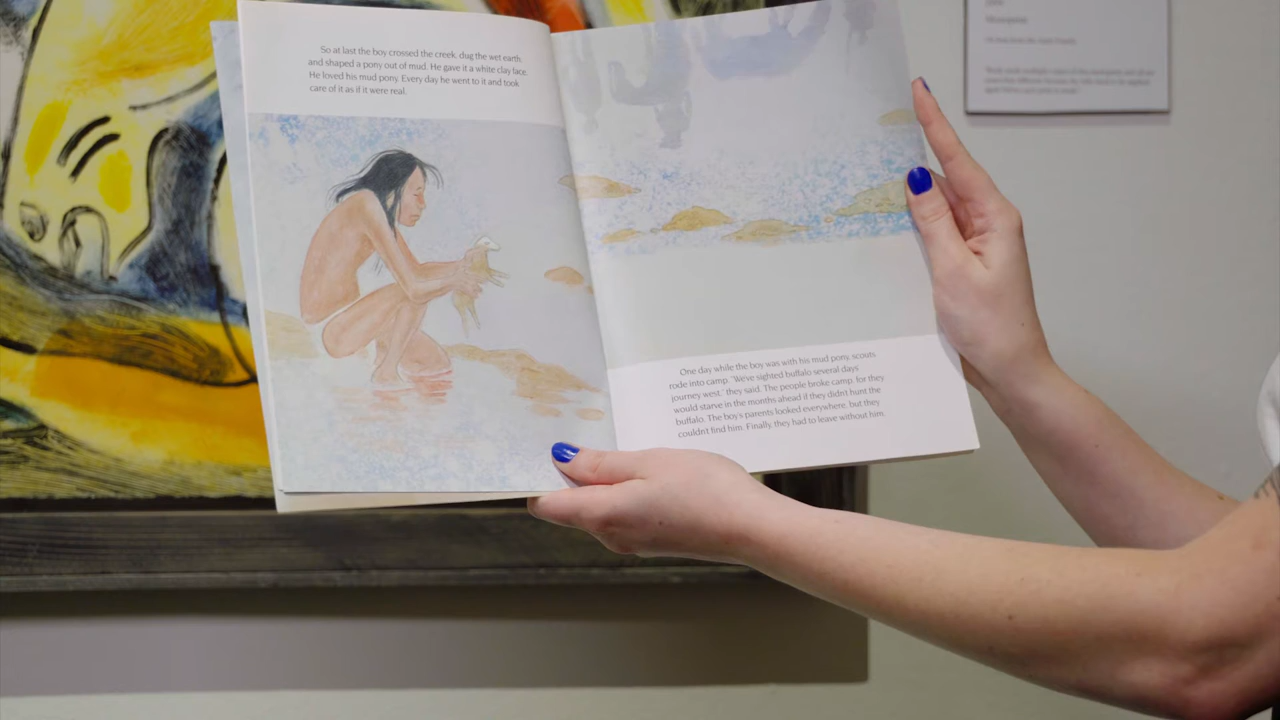 So at last the boy crossed the creek, dug the wet earth,
and shaped a pony out of mud. He gave it a white clay face.
He loved his mud pony. Every day he went to it and took
care of it as if it were real.
One day while the boy was with his mud pony, scouts
rode into camp. "We've sighted buffalo several days
journey west," they said. The people broke camp, for they
would starve in the months ahead if they didn't hunt the
buffalo. The boy's parents looked everywhere, but they
couldn't find him. Finally, they had to leave without him.